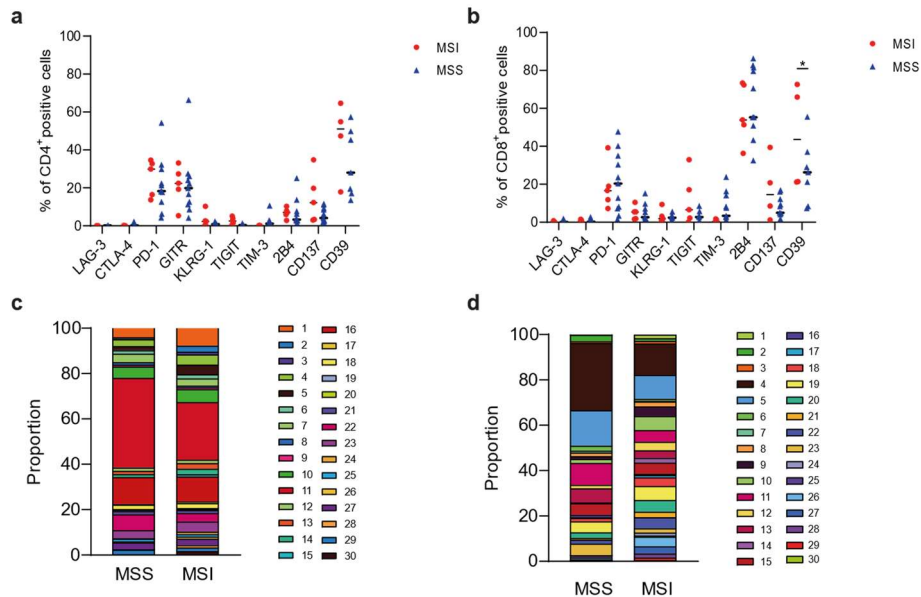 a
100
80
60
40
20
0
% of CD4+ positive cells
LAG-3
CTLA-4
PD-1
GITR
KLRG-1
TIGIT
TIM-3
2B4
CD137
CD39
MSI
MSS
b
100
80
60
40
20
0
% of CD8+ positive cells
LAG-3
CTLA-4
PD-1
GITR
KLRG-1
TIGIT
TIM-3
2B4
CD137
CD39
*
MSI
MSS
c
100
80
60
40
20
0
Proportion
MSS MSI
1 16
2 17
3 18
4 19
5 20
6 21
7 22
8 23
9 24
10 25
11 26
12 27
13 28
14 29
15 30
d
100
80
60
40
20
0
Proportion
MSS MSI
1 16
2 17
3 18
4 19
5 20
6 21
7 22
8 23
9 24
10 25
11 26
12 27
13 28
14 29
15 30